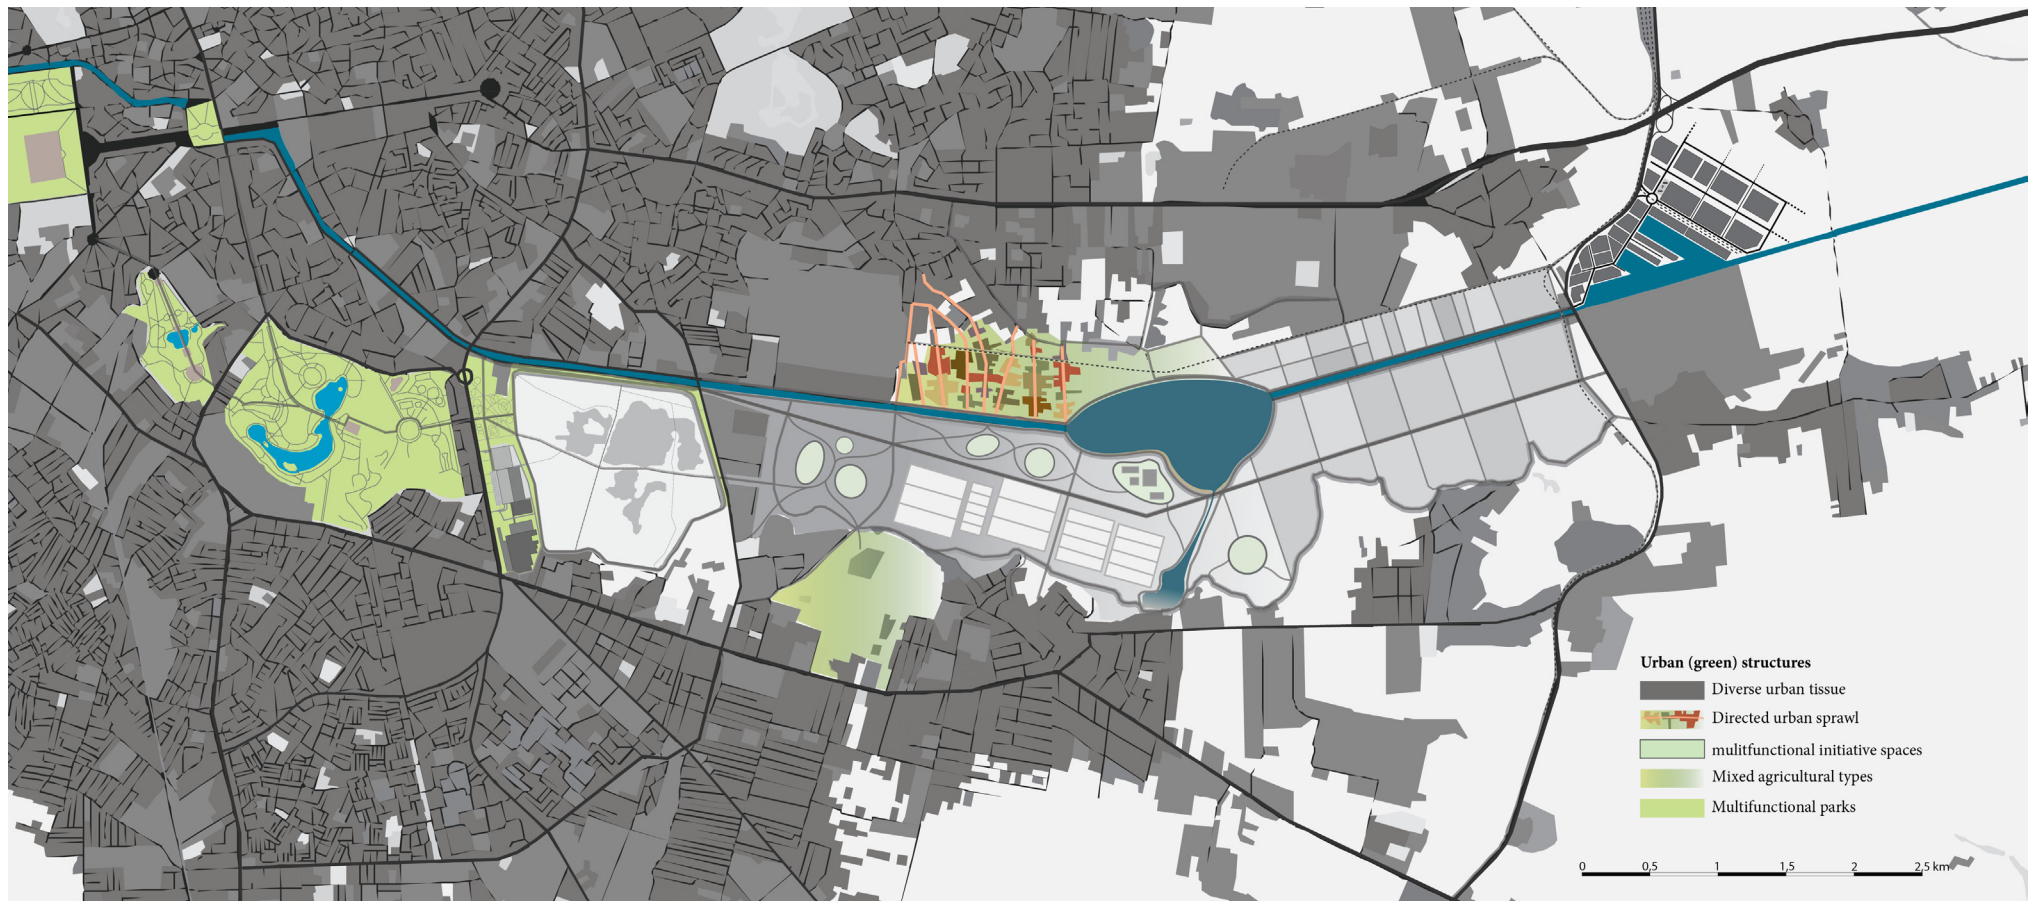 Urban (green) structures
Diverse urban tissue
Directed urban sprawl
mulitfunctional initiative spaces
Mixed agricultural types
Multifunctional parks
0 0,5 1 1,5 2 2,5 km